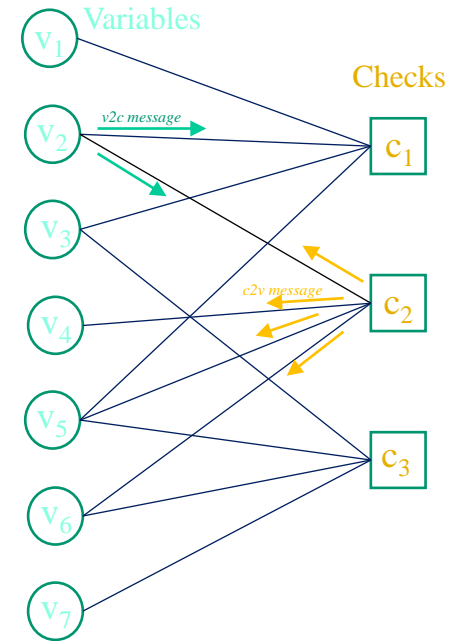 Variables
v1
Checks
v2c message
v2
c1
v3
c2v message
v4
c2
v5
c3
v6
v7